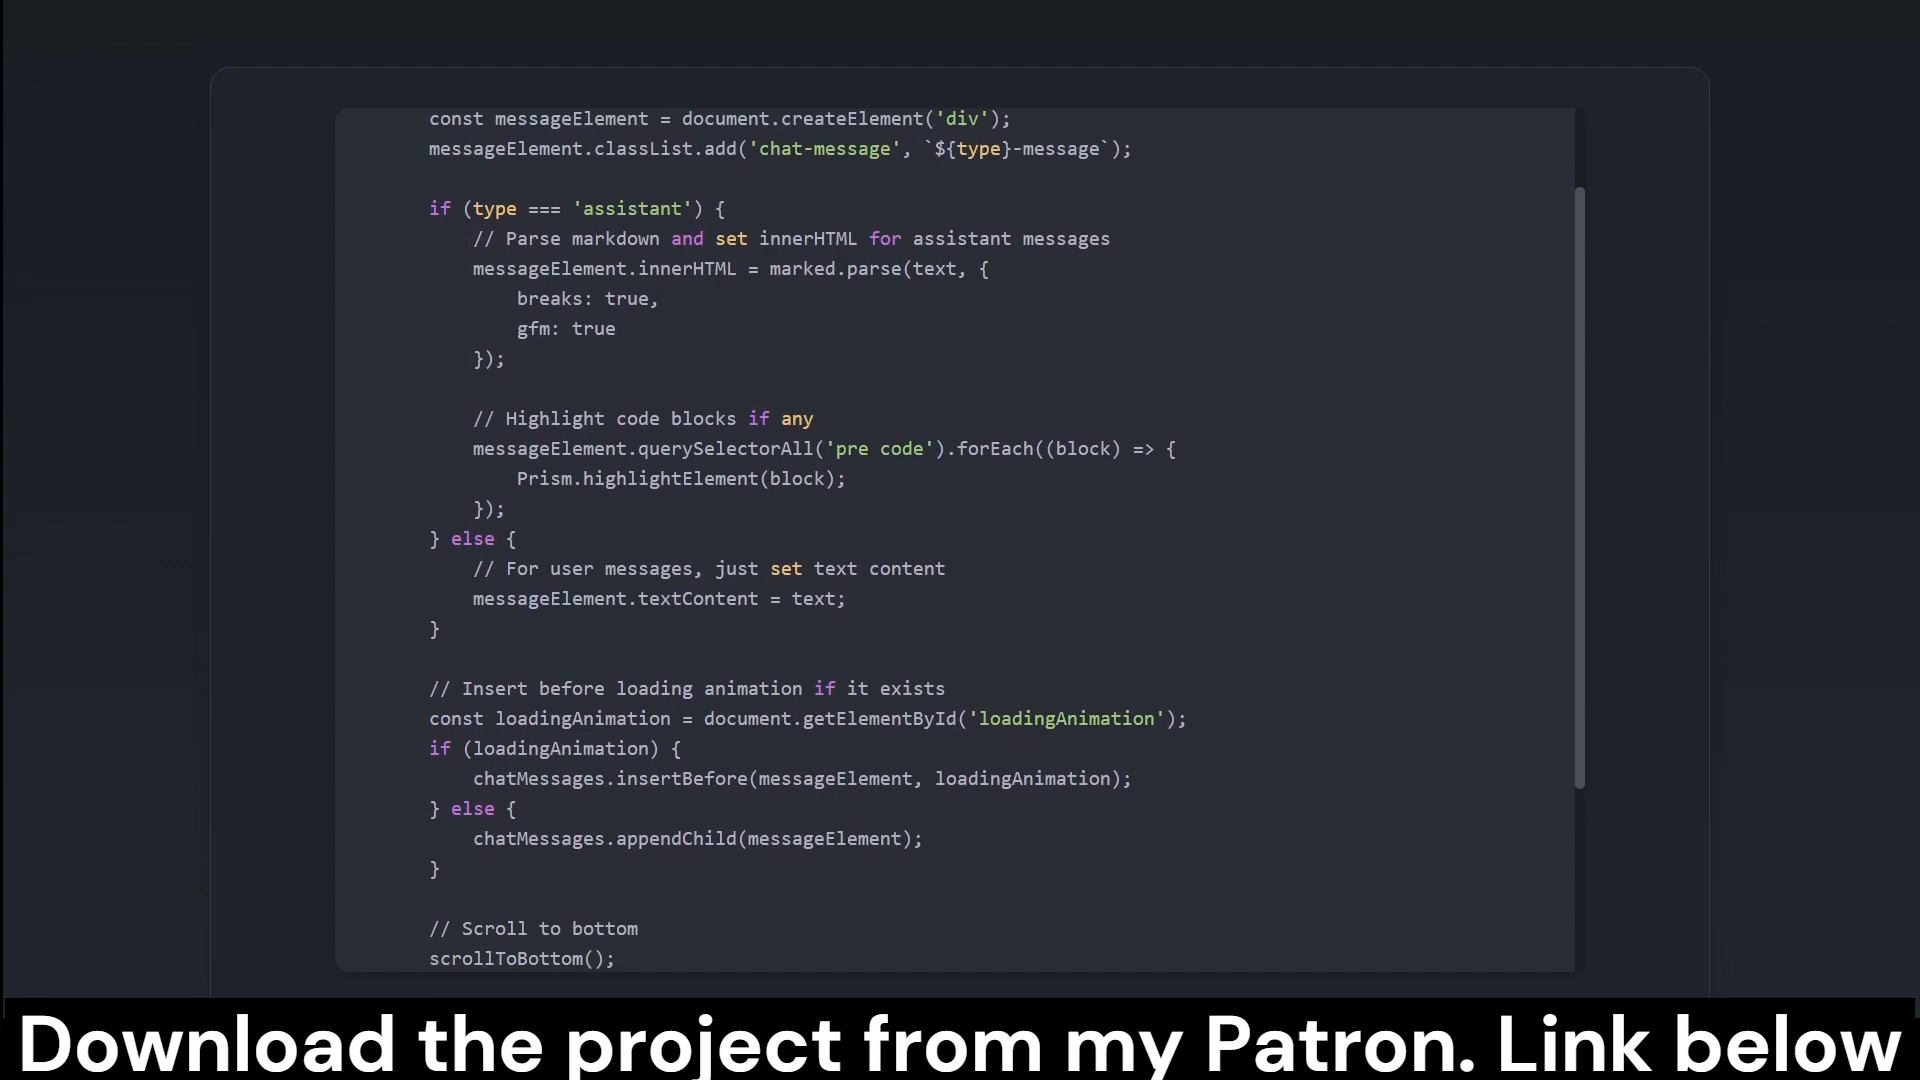 const messageElement = document.createElement('div');
messageElement.classList.add('chat-message', `${type}-message`);
if (type === 'assistant') {
// Parse markdown and set innerHTML for assistant messages
messageElement.innerHTML = marked.parse(text, {
breaks: true,
gfm: true
});
// Highlight code blocks if any
messageElement.querySelectorAll('pre code').forEach((block) => {
Prism.highlightElement(block);
});
} else {
// For user messages, just set text content
messageElement.textContent = text;
}
// Insert before loading animation if it exists
const loadingAnimation = document.getElementById('loadingAnimation');
if (loadingAnimation) {
chatMessages.insertBefore(messageElement, loadingAnimation);
} else {
chatMessages.appendChild(messageElement);
}
// Scroll to bottom
scrollToBottom();
Download the project from my Patron. Link below